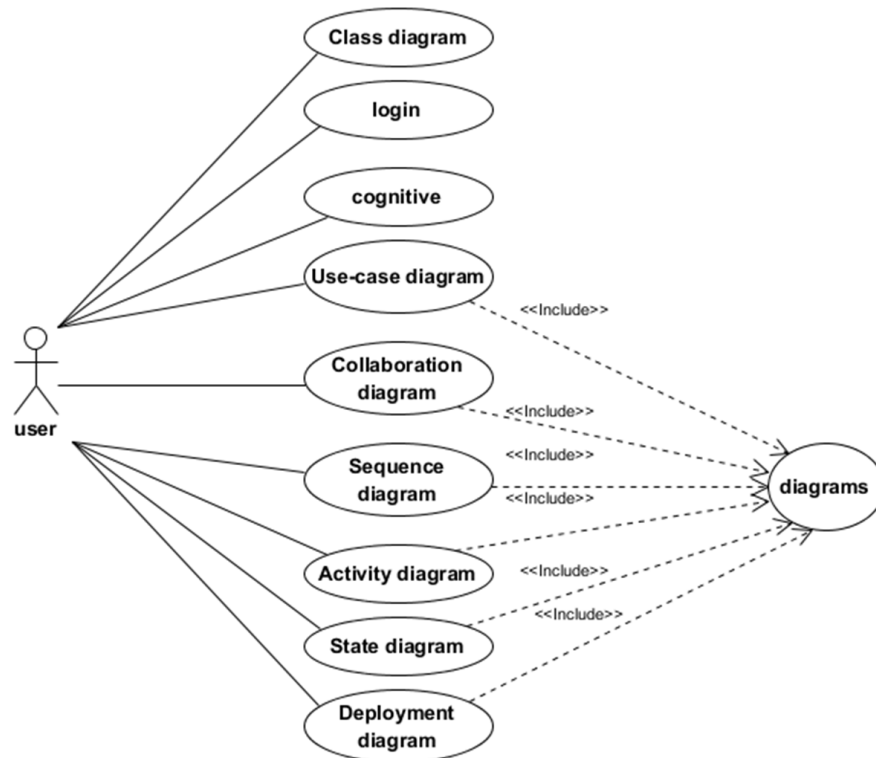 Class diagram
login
cognitive
Use-case diagram
<<Include>>
Collaboration
diagram
<<Include>>
user
Sequence
diagram
<<Include>>
diagrams
<<Include>>
Activity diagram
<<Include>>
State diagram
<<Include>>
Deployment
diagram